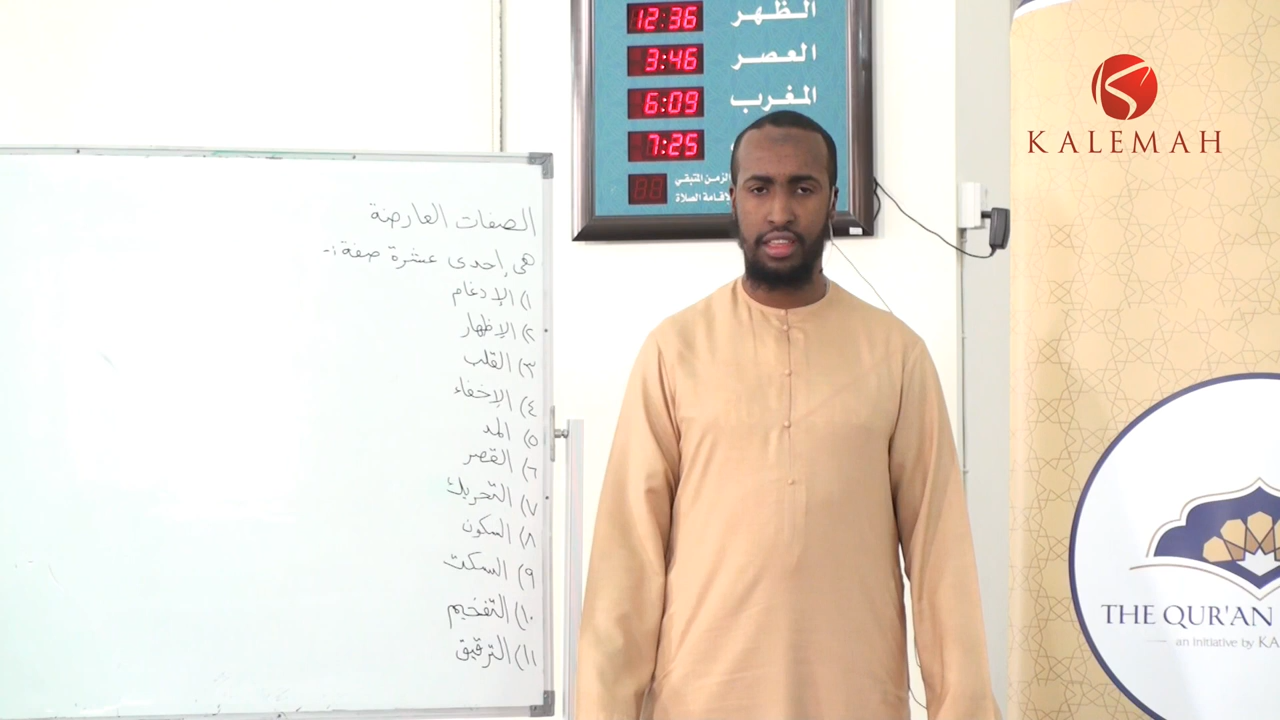 الصفات العارضة
هي إحدى عشرة صفة :-
١) الإدغام
٢) الإظهار
٣) القلب
٤) الإخفاء
٥) المد
٦) القصر
٧) التحريك
٨) السكون
٩) السكت
١٠) التفخيم
١١) الترقيق
12:36 الظهر
3:46 العصر
6:09 المغرب
7:25
الزمن المتبقي
لاقامة الصلاة
KALEMAH
THE QUR'AN
an initiative by KA